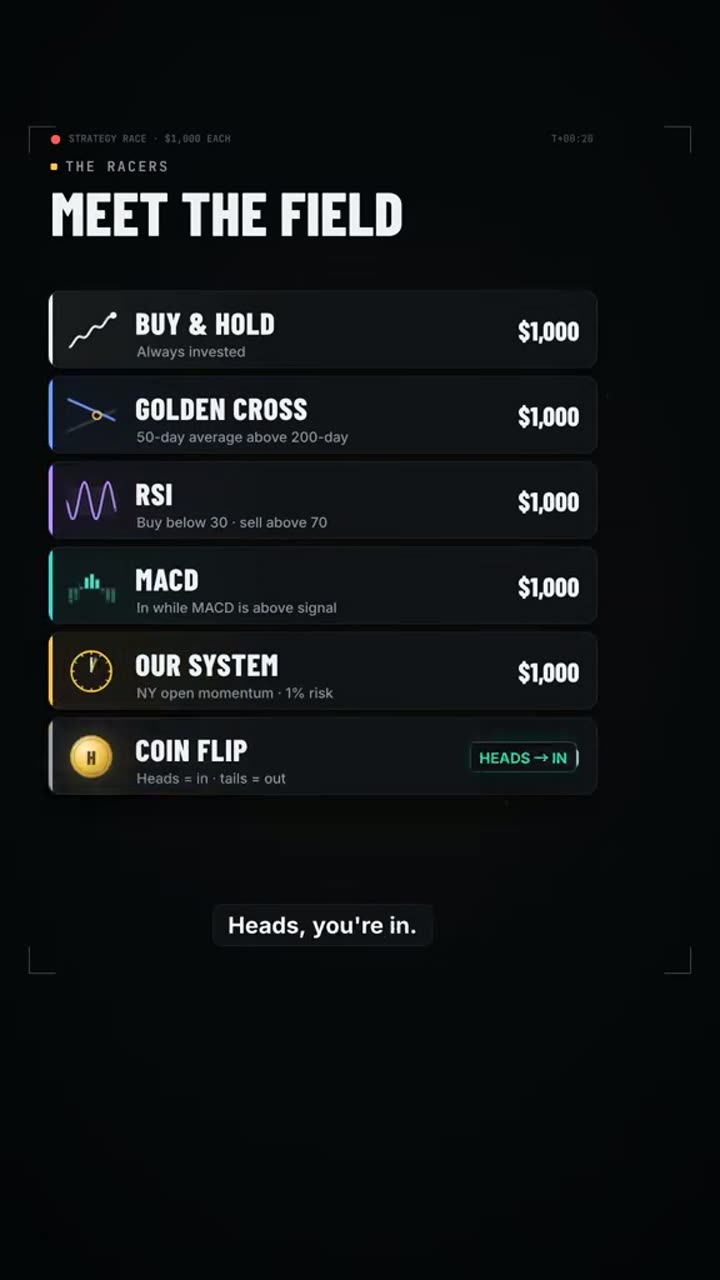 STRATEGY RACE · $1,000 EACH
T+00:20
THE RACERS
MEET THE FIELD
BUY & HOLD
Always invested
$1,000
GOLDEN CROSS
50-day average above 200-day
$1,000
RSI
Buy below 30 · sell above 70
$1,000
MACD
In while MACD is above signal
$1,000
OUR SYSTEM
NY open momentum · 1% risk
$1,000
H
COIN FLIP
Heads = in · tails = out
HEADS → IN
Heads, you're in.